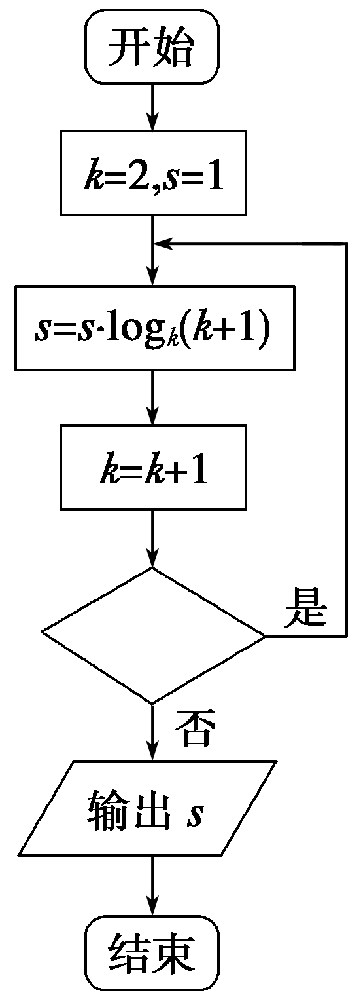 开始
k=2,s=1
s=s·logₖ(k+1)
k=k+1
是
否
输出 s
结束